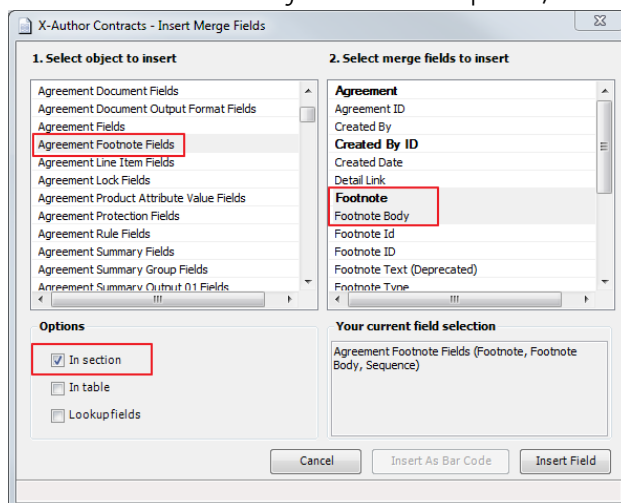 X-Author Contracts - Insert Merge Fields
1. Select object to insert
Agreement Document Fields
Agreement Document Output Format Fields
Agreement Fields
Agreement Footnote Fields
Agreement Line Item Fields
Agreement Lock Fields
Agreement Product Attribute Value Fields
Agreement Protection Fields
Agreement Rule Fields
Agreement Summary Fields
Agreement Summary Group Fields
Agreement Summary Output 01 Fields
2. Select merge fields to insert
Agreement
Agreement ID
Created By
Created By ID
Created Date
Detail Link
Footnote
Footnote Body
Footnote Id
Footnote ID
Footnote Text (Deprecated)
Footnote Type
Options
In section
In table
Lookupfields
Your current field selection
Agreement Footnote Fields (Footnote, Footnote
Body, Sequence)
Cancel
Insert As Bar Code
Insert Field